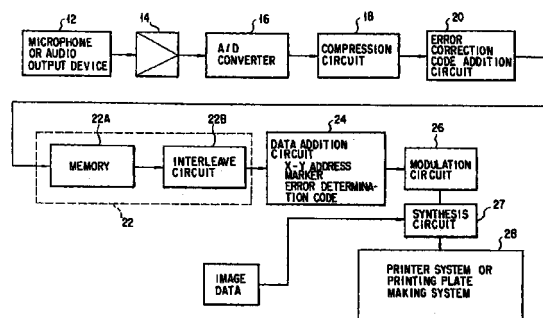 12
MICROPHONE
OR AUDIO
OUTPUT DEVICE
14
16
A/D
CONVERTER
18
COMPRESSION
CIRCUIT
20
ERROR
CORRECTION
CODE ADDITION
CIRCUIT
22A
MEMORY
22B
INTERLEAVE
CIRCUIT
22
24
DATA ADDITION
CIRCUIT
X-Y ADDRESS
MARKER
ERROR DETERMINA-
TION CODE
26
MODULATION
CIRCUIT
27
SYNTHESIS
CIRCUIT
IMAGE
DATA
28
PRINTER SYSTEM OR
PRINTING PLATE
MAKING SYSTEM